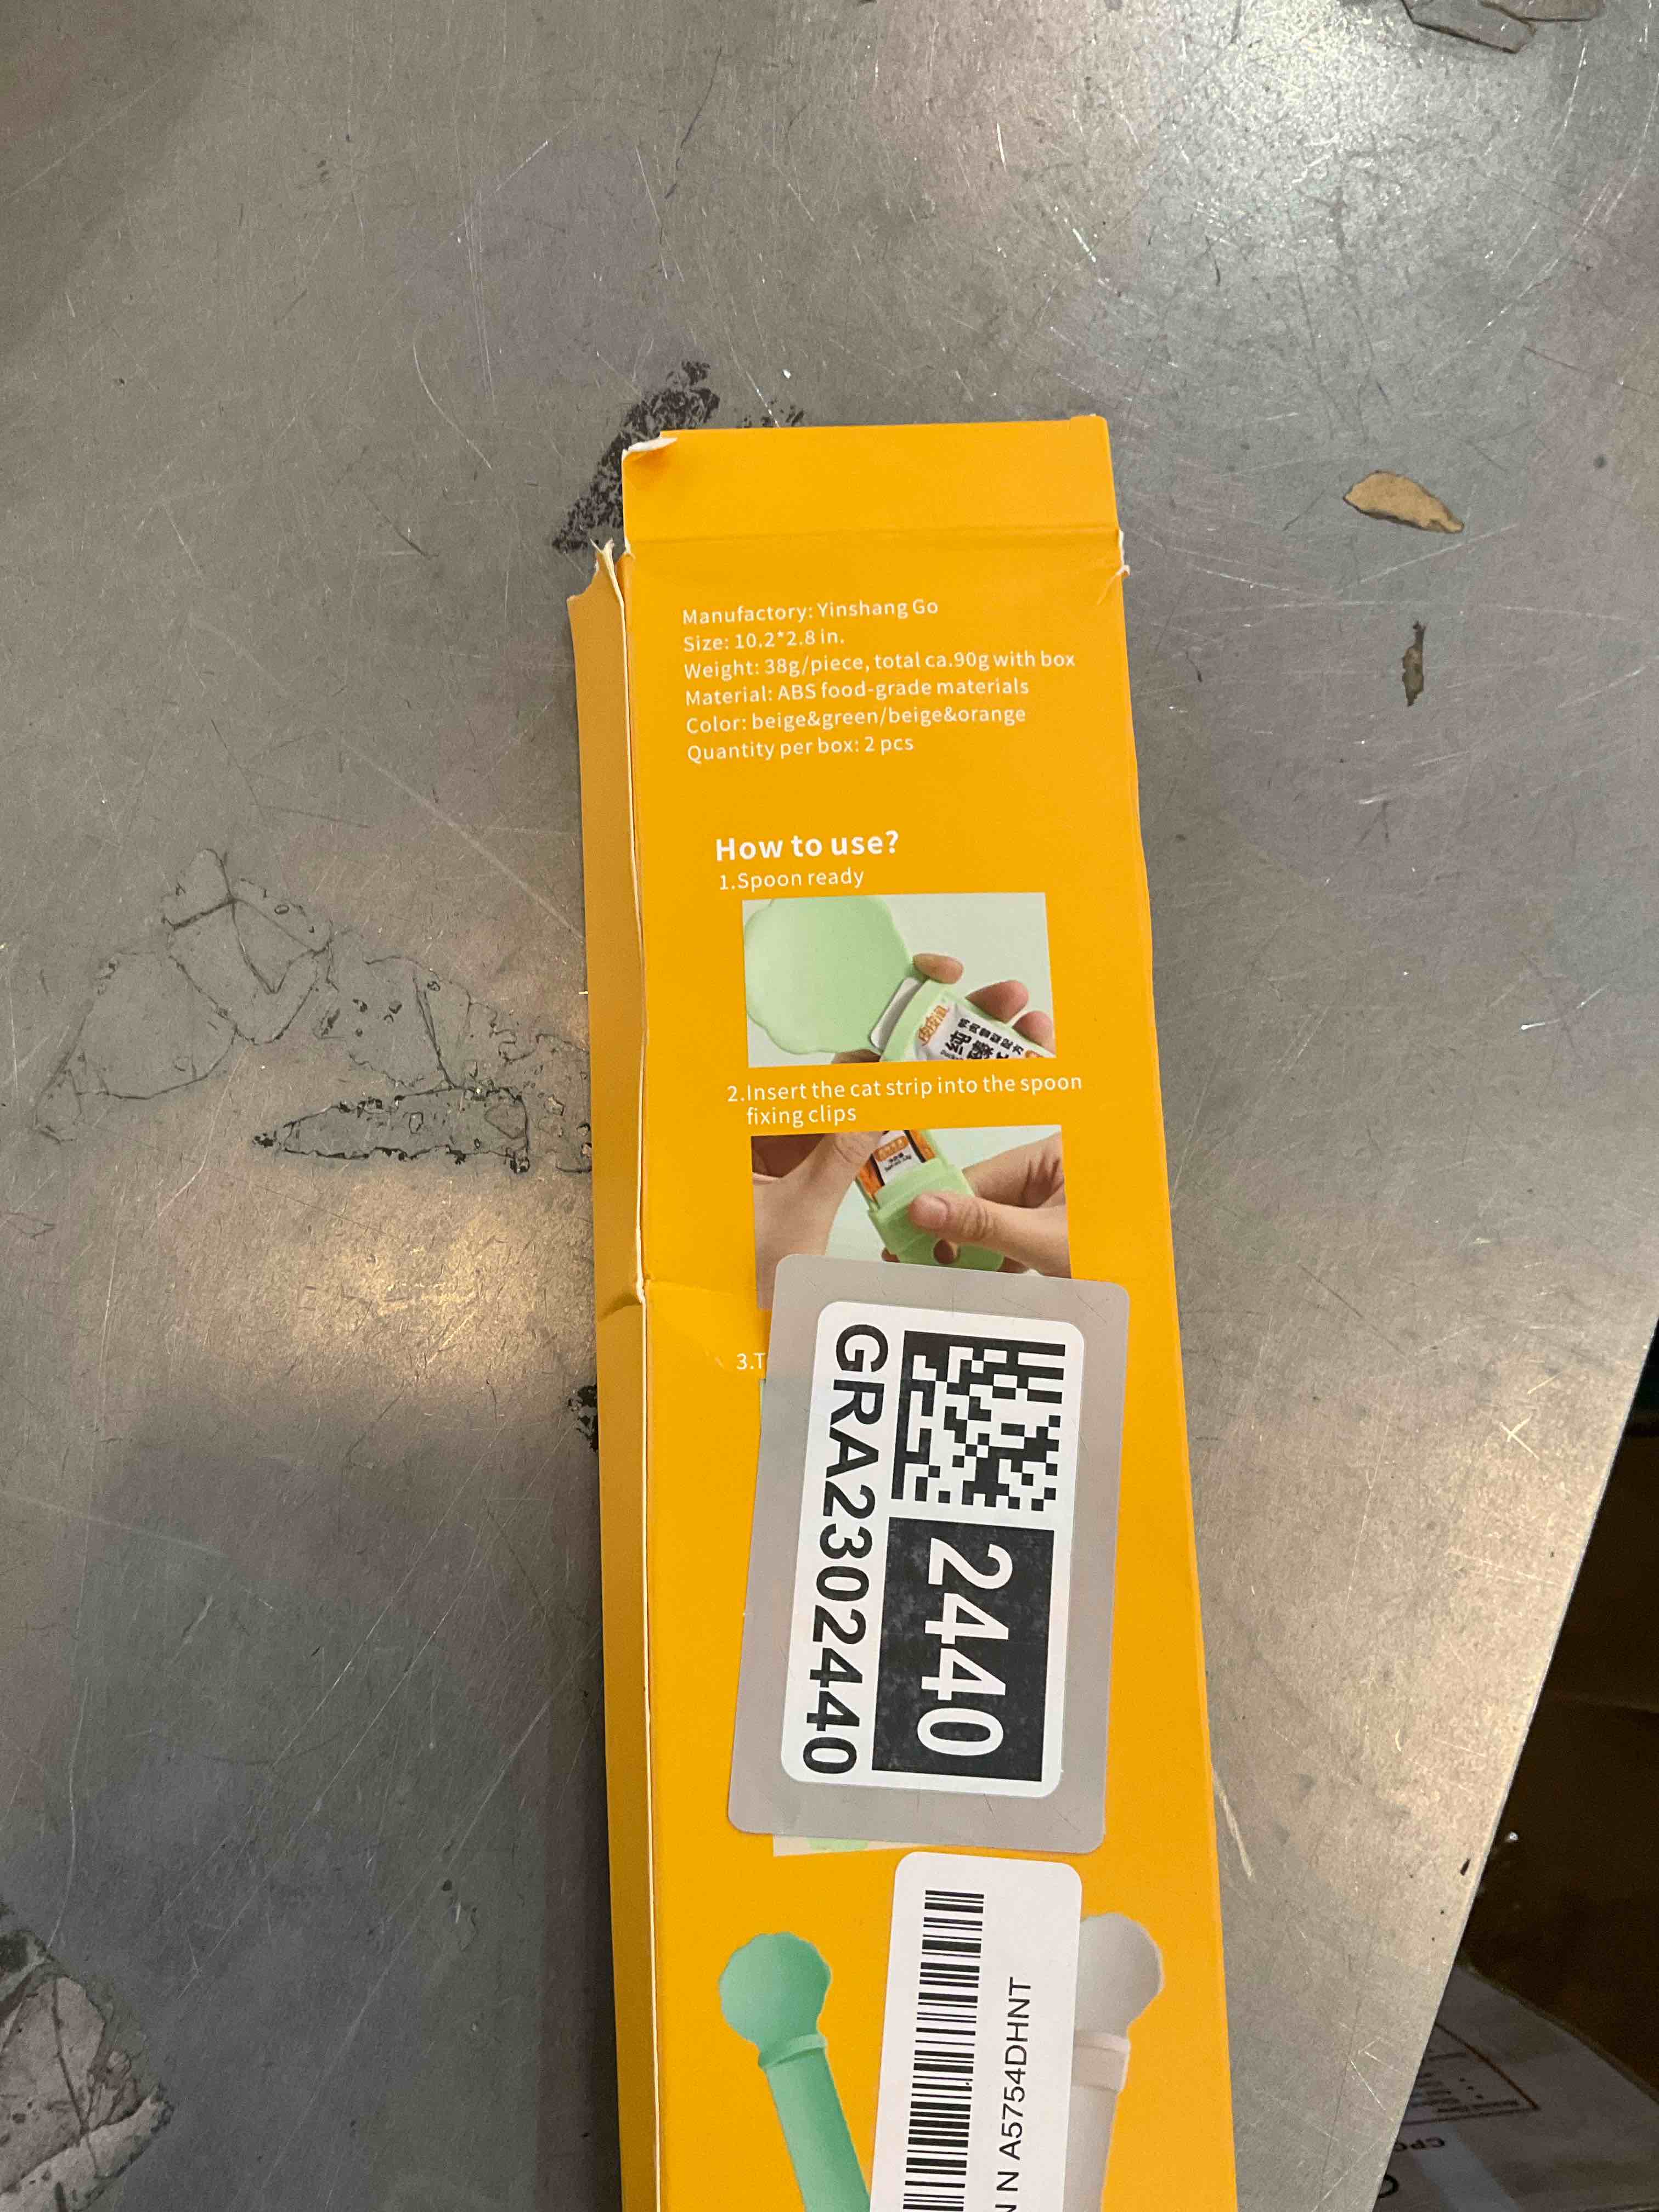 Manufactory: Yinshang Go
Size: 10.2*2.8 in.
Weight: 38g/piece, total ca.90g with box
Material: ABS food-grade materials
Color: beige&green/beige&orange
Quantity per box: 2 pcs
How to use?
1.Spoon ready
2.Insert the cat strip into the spoon
fixing clips
3.T
2440
GRA2302440
N A5754DHNT